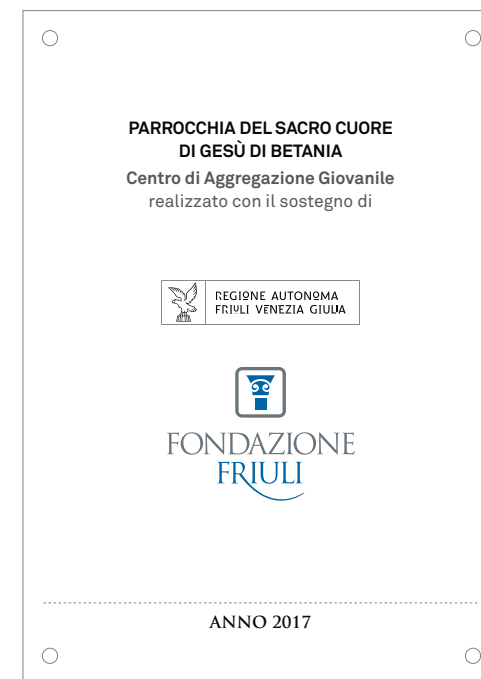 PARROCCHIA DEL SACRO CUORE
DI GESÙ DI BETANIA
Centro di Aggregazione Giovanile
realizzato con il sostegno di
REGIONE AUTONOMA
FRIULI VENEZIA GIULIA
FONDAZIONE
FRIULI
ANNO 2017